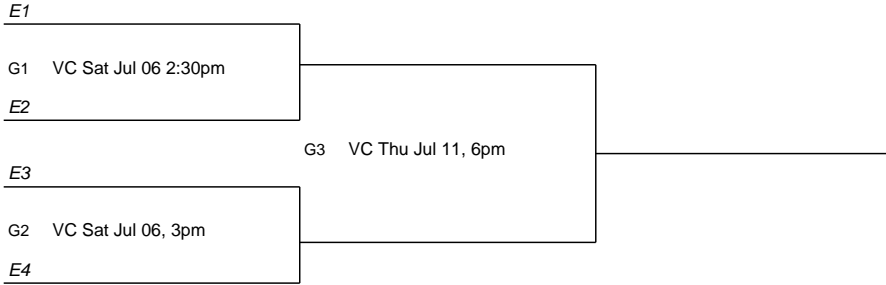 E1
G1 VC Sat Jul 06 2:30pm
E2
G3 VC Thu Jul 11, 6pm
E3
G2 VC Sat Jul 06, 3pm
E4